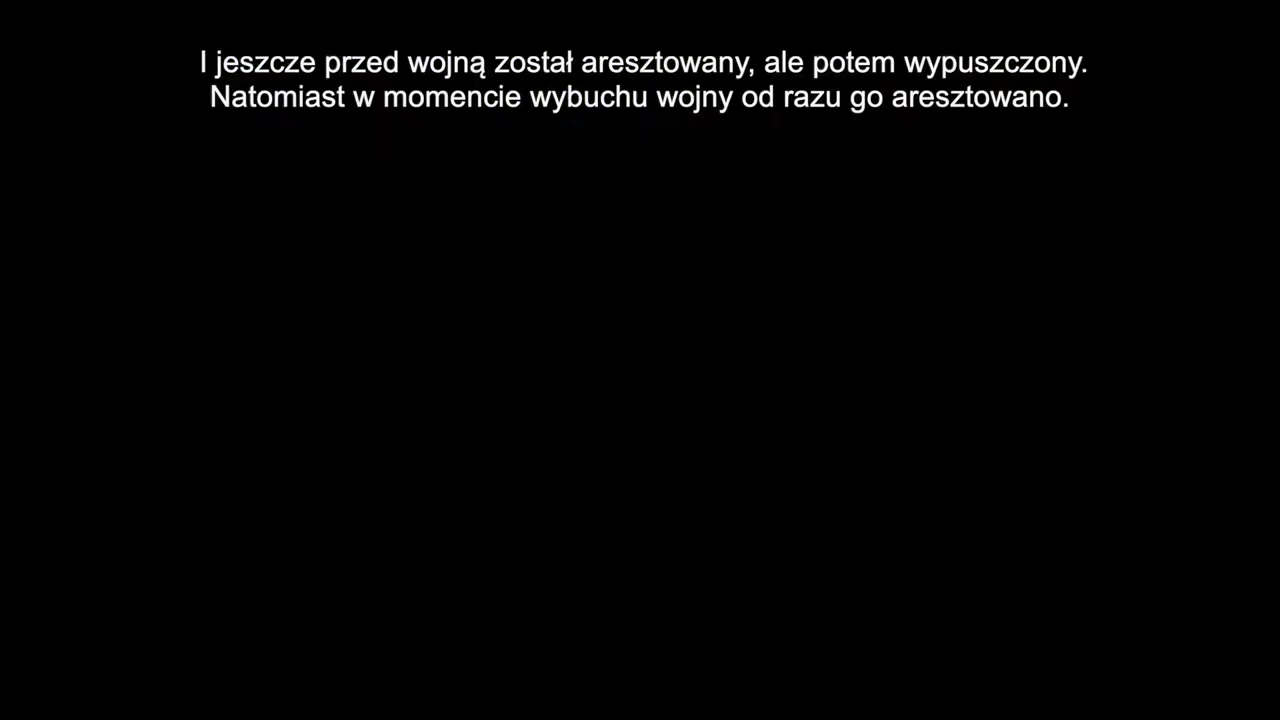 I jeszcze przed wojną został aresztowany, ale potem wypuszczony.
Natomiast w momencie wybuchu wojny od razu go aresztowano.